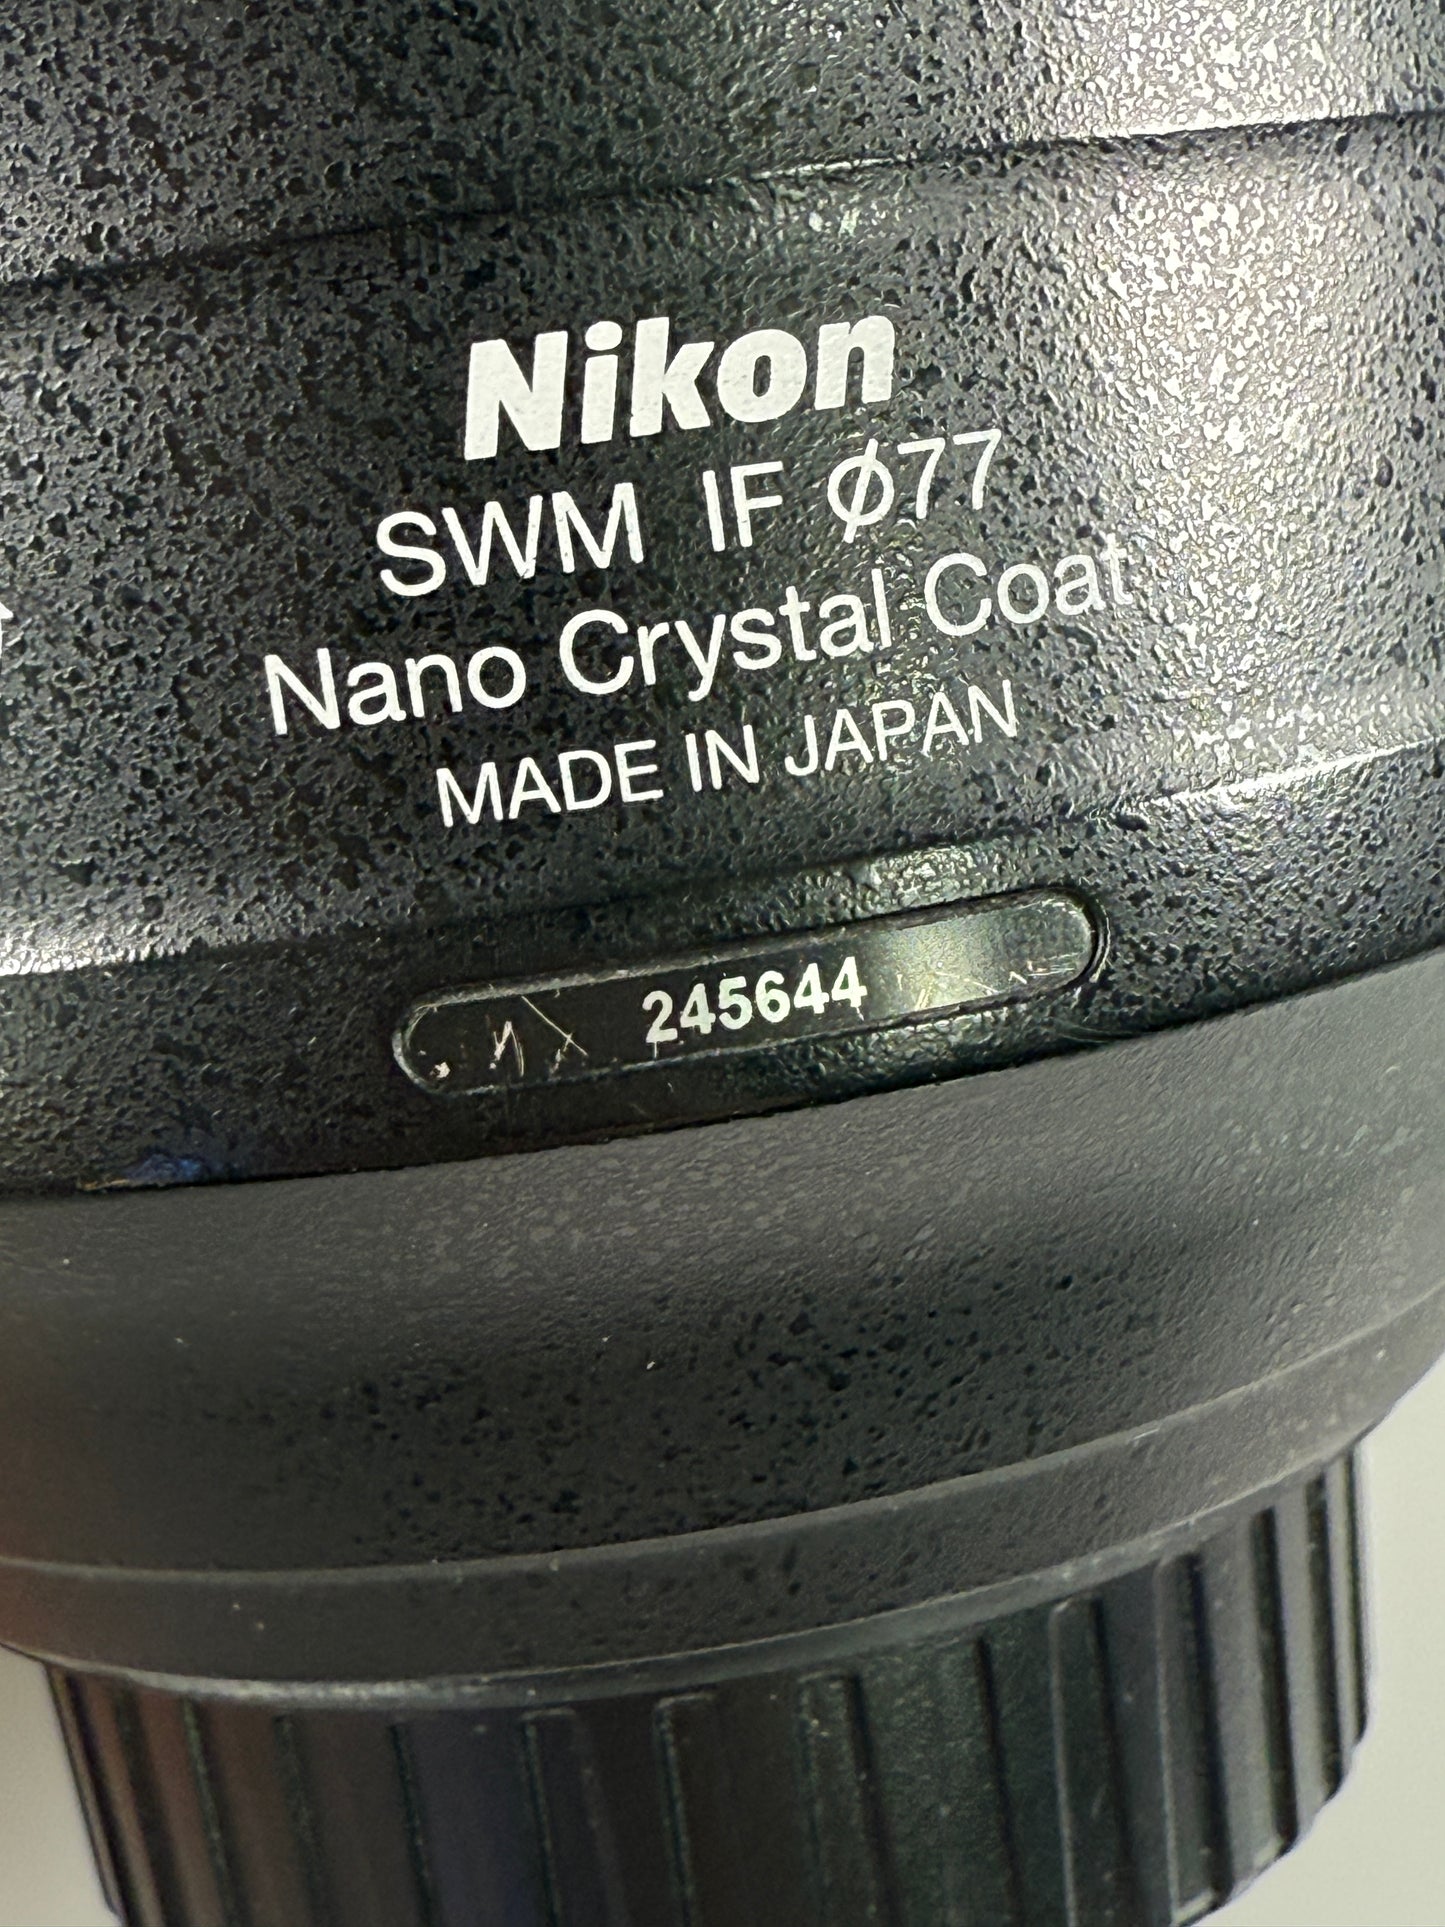 Nikon
SWM IF Ø77
Nano Crystal Coat
MADE IN JAPAN
245644